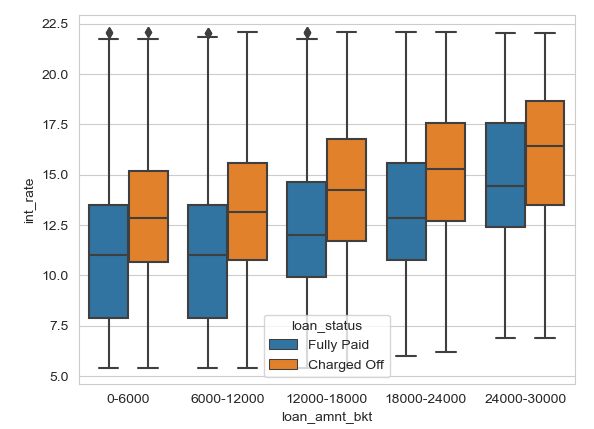 22.5
20.0
17.5
15.0
12.5
10.0
7.5
5.0
int_rate
loan_status
Fully Paid
Charged Off
0-6000 6000-12000 12000-18000 18000-24000 24000-30000
loan_amnt_bkt